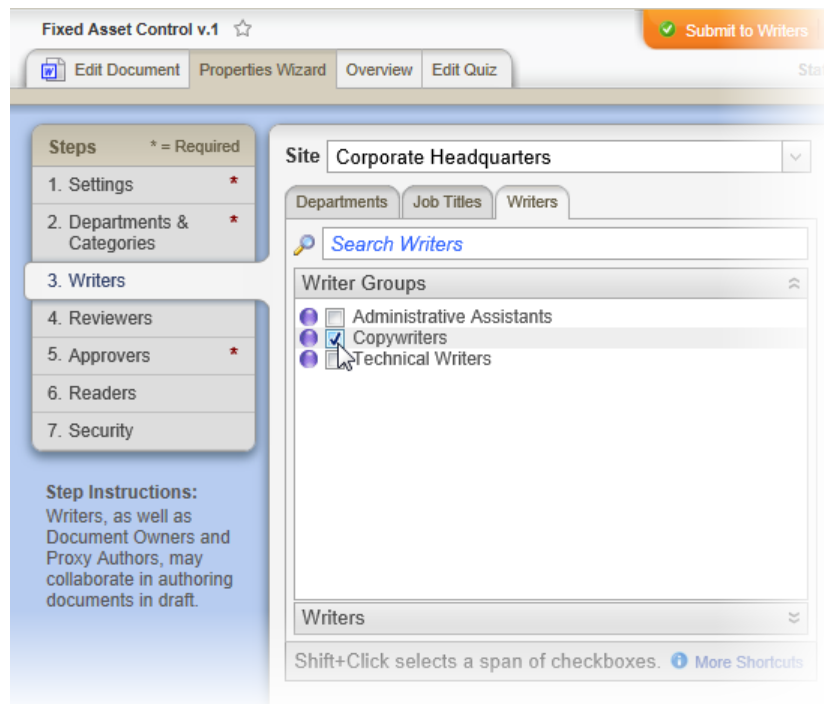 Fixed Asset Control v.1
Submit to Writers
Edit Document
Properties Wizard
Overview
Edit Quiz
Steps * = Required
1. Settings *
2. Departments & *
Categories
3. Writers
4. Reviewers
5. Approvers *
6. Readers
7. Security
Step Instructions:
Writers, as well as
Document Owners and
Proxy Authors, may
collaborate in authoring
documents in draft.
Site Corporate Headquarters
Departments
Job Titles
Writers
Search Writers
Writer Groups
Administrative Assistants
Copywriters
Technical Writers
Writers
Shift+Click selects a span of checkboxes. More Shortcuts